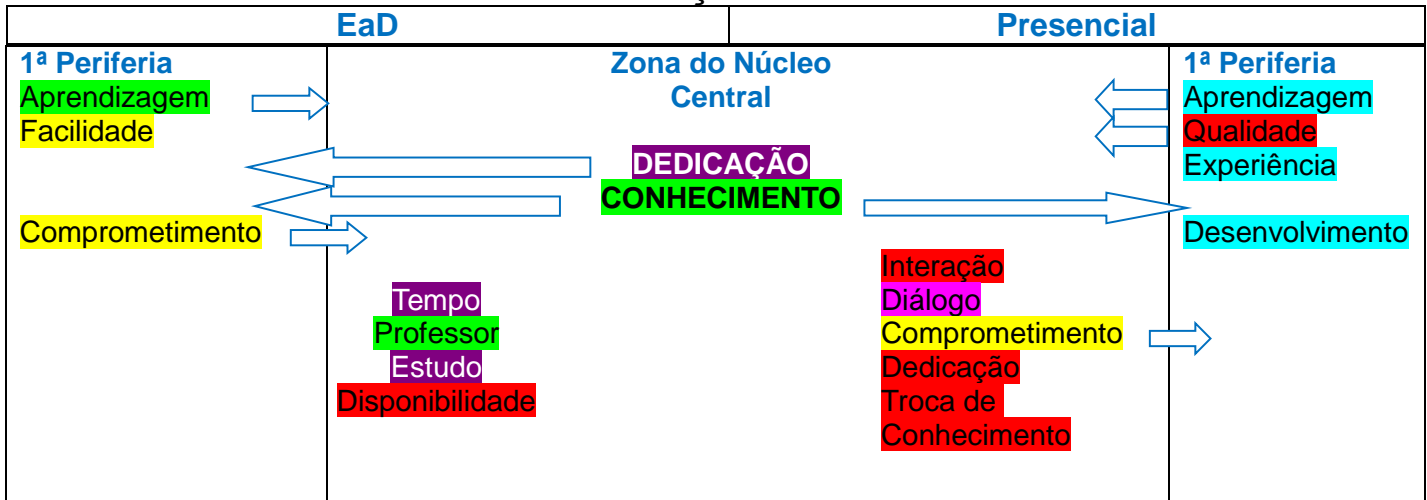 EaD
Presencial
1ª Periferia
Aprendizagem
Facilidade
Comprometimento
Zona do Núcleo
Central
DEDICAÇÃO
CONHECIMENTO
Tempo
Professor
Estudo
Disponibilidade
Interação
Diálogo
Comprometimento
Dedicação
Troca de
Conhecimento
1ª Periferia
Aprendizagem
Qualidade
Experiência
Desenvolvimento